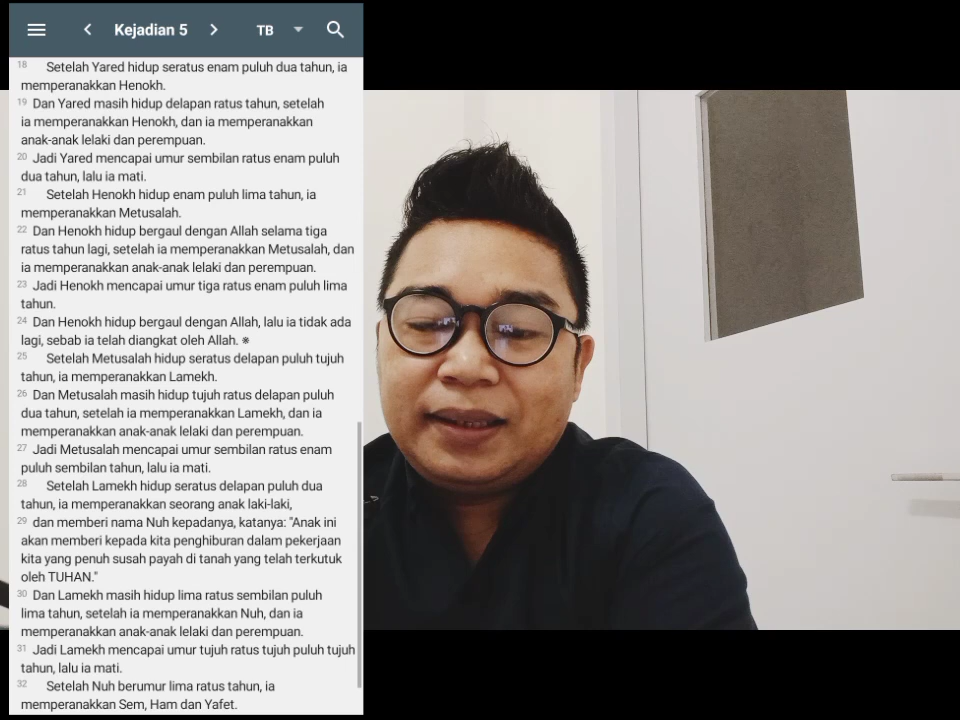 Kejadian 5
TB
18 Setelah Yared hidup seratus enam puluh dua tahun, ia
memperanakkan Henokh.
19 Dan Yared masih hidup delapan ratus tahun, setelah
ia memperanakkan Henokh, dan ia memperanakkan
anak-anak lelaki dan perempuan.
20 Jadi Yared mencapai umur sembilan ratus enam puluh
dua tahun, lalu ia mati.
21 Setelah Henokh hidup enam puluh lima tahun, ia
memperanakkan Metusalah.
22 Dan Henokh hidup bergaul dengan Allah selama tiga
ratus tahun lagi, setelah ia memperanakkan Metusalah, dan
ia memperanakkan anak-anak lelaki dan perempuan.
23 Jadi Henokh mencapai umur tiga ratus enam puluh lima
tahun.
24 Dan Henokh hidup bergaul dengan Allah, lalu ia tidak ada
lagi, sebab ia telah diangkat oleh Allah. ※
25 Setelah Metusalah hidup seratus delapan puluh tujuh
tahun, ia memperanakkan Lamekh.
26 Dan Metusalah masih hidup tujuh ratus delapan puluh
dua tahun, setelah ia memperanakkan Lamekh, dan ia
memperanakkan anak-anak lelaki dan perempuan.
27 Jadi Metusalah mencapai umur sembilan ratus enam
puluh sembilan tahun, lalu ia mati.
28 Setelah Lamekh hidup seratus delapan puluh dua
tahun, ia memperanakkan seorang anak laki-laki,
29 dan memberi nama Nuh kepadanya, katanya: "Anak ini
akan memberi kepada kita penghiburan dalam pekerjaan
kita yang penuh susah payah di tanah yang telah terkutuk
oleh TUHAN."
30 Dan Lamekh masih hidup lima ratus sembilan puluh
lima tahun, setelah ia memperanakkan Nuh, dan ia
memperanakkan anak-anak lelaki dan perempuan.
31 Jadi Lamekh mencapai umur tujuh ratus tujuh puluh tujuh
tahun, lalu ia mati.
32 Setelah Nuh berumur lima ratus tahun, ia
memperanakkan Sem, Ham dan Yafet.